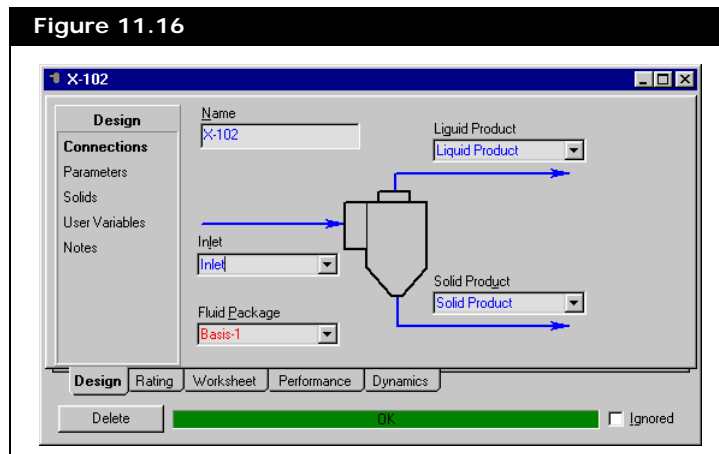 Figure 11.16
X-102
Design
Connections
Parameters
Solids
User Variables
Notes
Name
X-102
Inlet
Inlet
Fluid Package
Basis-1
Liquid Product
Liquid Product
Solid Product
Solid Product
Design Rating Worksheet Performance Dynamics
Delete OK Ignored